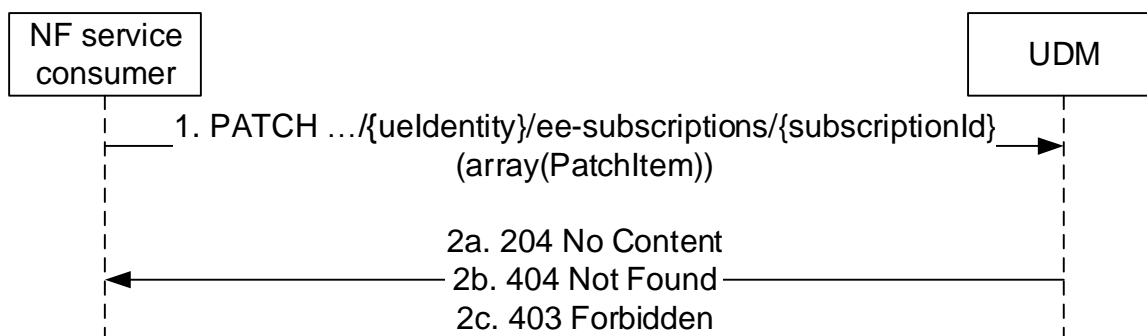 NF service
consumer
UDM
1. PATCH …/{ueIdentity}/ee-subscriptions/{subscriptionId}
(array(PatchItem))
2a. 204 No Content
2b. 404 Not Found
2c. 403 Forbidden